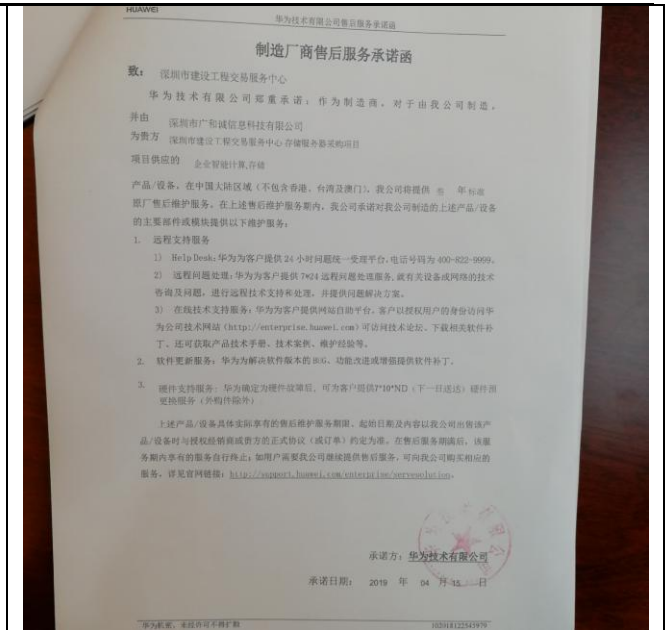 HUAWEI
华为技术有限公司售后服务承诺函
制造厂商售后服务承诺函
致： 深圳市建设工程交易服务中心
华为技术有限公司郑重承诺：作为制造商，对于由我公司制造，
并由 深圳市广和诚信息科技有限公司
为贵方 深圳市建设工程交易服务中心存储服务器采购项目
项目供应的 企业智能计算,存储
产品/设备，在中国大陆区域（不包含香港、台湾及澳门），我公司将提供 叁 年 标准
原厂售后维护服务。在上述售后维护服务期内，我公司承诺对我公司制造的上述产品/设备
的主要部件或模块提供以下维护服务：
1. 远程支持服务
1） Help Desk：华为为客户提供 24 小时问题统一受理平台，电话号码为 400-822-9999。
2） 远程问题处理：华为为客户提供 7*24 远程问题处理服务,就有关设备或网络的技术
咨询及问题，进行远程技术支持和处理，并提供问题解决方案。
3） 在线技术支持服务：华为为客户提供网站自助平台。客户以授权用户的身份访问华
为公司技术网站（http://enterprise.huawei.com）可访问技术论坛、下载相关软件补
丁、还可获取产品技术手册、技术案例、维护经验等。
2. 软件更新服务：华为为解决软件版本的 BUG、功能改进或增强提供软件补丁。
3. 硬件支持服务：华为确定为硬件故障后，可为客户提供7*10*ND（下一日送达）硬件预
更换服务（外购件除外）
上述产品/设备具体实际享有的售后维护服务期限、起始日期及内容以我公司出售该产
品/设备时与授权经销商或贵方的正式协议（或订单）约定为准。在售后服务期满后，该服
务期内享有的服务自行终止；如用户需要我公司继续提供售后服务，可向我公司购买相应的
服务。详见官网链接：http://support.huawei.com/enterprise/servesolution。
承诺方：华为技术有限公司
承诺日期： 2019 年 04 月 15 日
华为机密，未经许可不得扩散